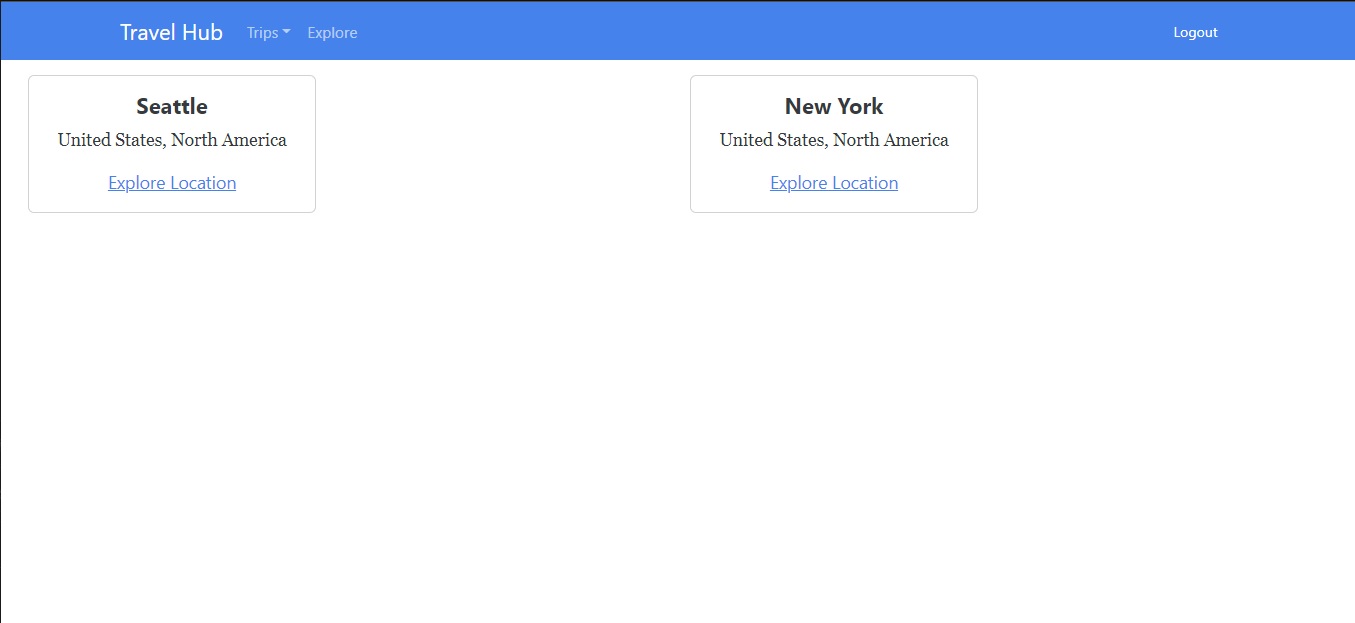 Travel Hub Trips Explore Logout
Seattle
United States, North America
Explore Location
New York
United States, North America
Explore Location